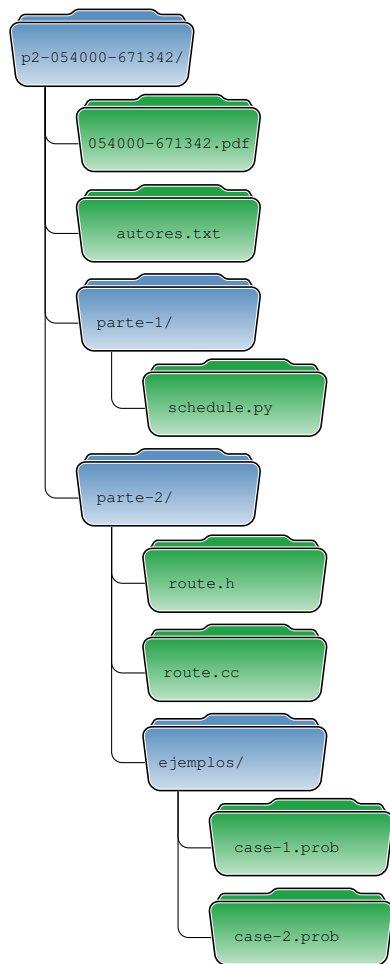 p2-054000-671342/
054000-671342.pdf
autores.txt
parte-1/
schedule.py
parte-2/
route.h
route.cc
ejemplos/
case-1.prob
case-2.prob